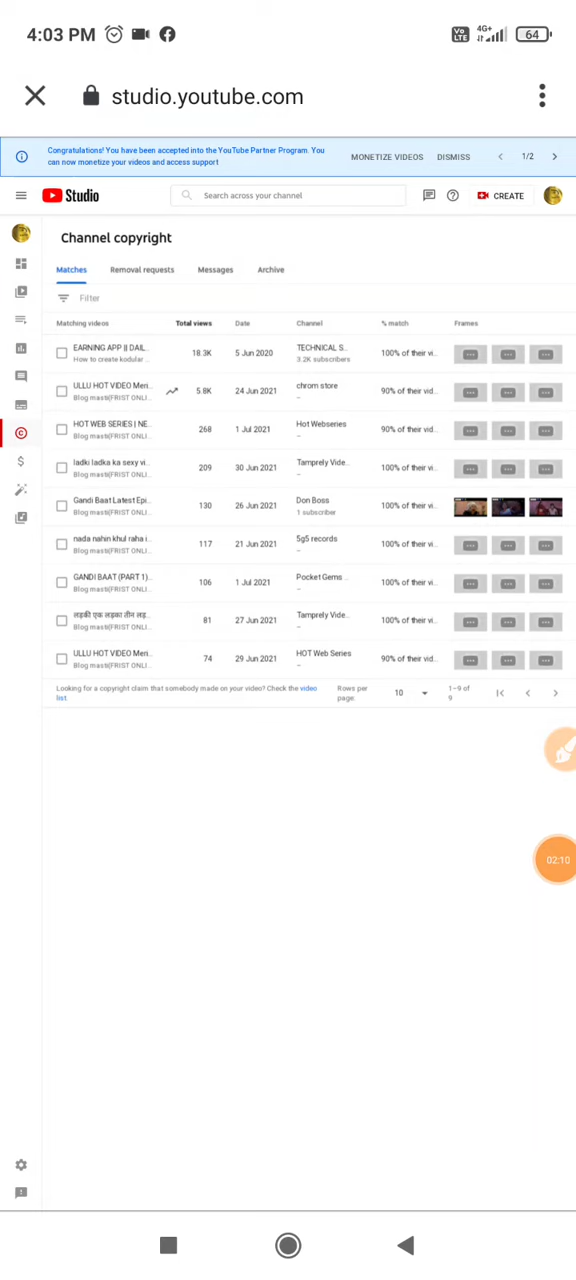 4:03 PM
Vo LTE 4G+ 64
studio.youtube.com
Congratulations! You have been accepted into the YouTube Partner Program. You
can now monetize your videos and access support
MONETIZE VIDEOS DISMISS 1/2
Studio Search across your channel CREATE
Channel copyright
Matches Removal requests Messages Archive
Filter
Matching videos Total views Date Channel % match Frames
EARNING APP || DAIL.. 18.3K 5 Jun 2020 TECHNICAL S.. 100% of their vi..
How to create kodular ... 3.2K subscribers
ULLU HOT VIDEO Meri... 5.8K 24 Jun 2021 chrom store 90% of their vid..
Blog masti(FRIST ONLI... –
HOT WEB SERIES | NE.. 268 1 Jul 2021 Hot Webseries 90% of their vid..
Blog masti(FRIST ONLI... –
ladki ladka ka sexy vi... 209 30 Jun 2021 Tamprely Vide.. 100% of their vi..
Blog masti(FRIST ONLI... –
Gandi Baat Latest Epi... 130 26 Jun 2021 Don Boss 100% of their vi..
Blog masti(FRIST ONLI... 1 subscriber
nada nahin khul raha i... 117 21 Jun 2021 5g5 records 100% of their vi..
Blog masti(FRIST ONLI... –
GANDI BAAT (PART 1)... 106 1 Jul 2021 Pocket Gems .. 100% of their vi..
Blog masti(FRIST ONLI... –
लड़की एक लड़का तीन लड़.. 81 27 Jun 2021 Tamprely Vide.. 100% of their vi..
Blog masti(FRIST ONLI... –
ULLU HOT VIDEO Meri... 74 29 Jun 2021 HOT Web Series 90% of their vid..
Blog masti(FRIST ONLI... –
Looking for a copyright claim that somebody made on your video? Check the video
list
Rows per
page:
10
1–9 of
9
02:10